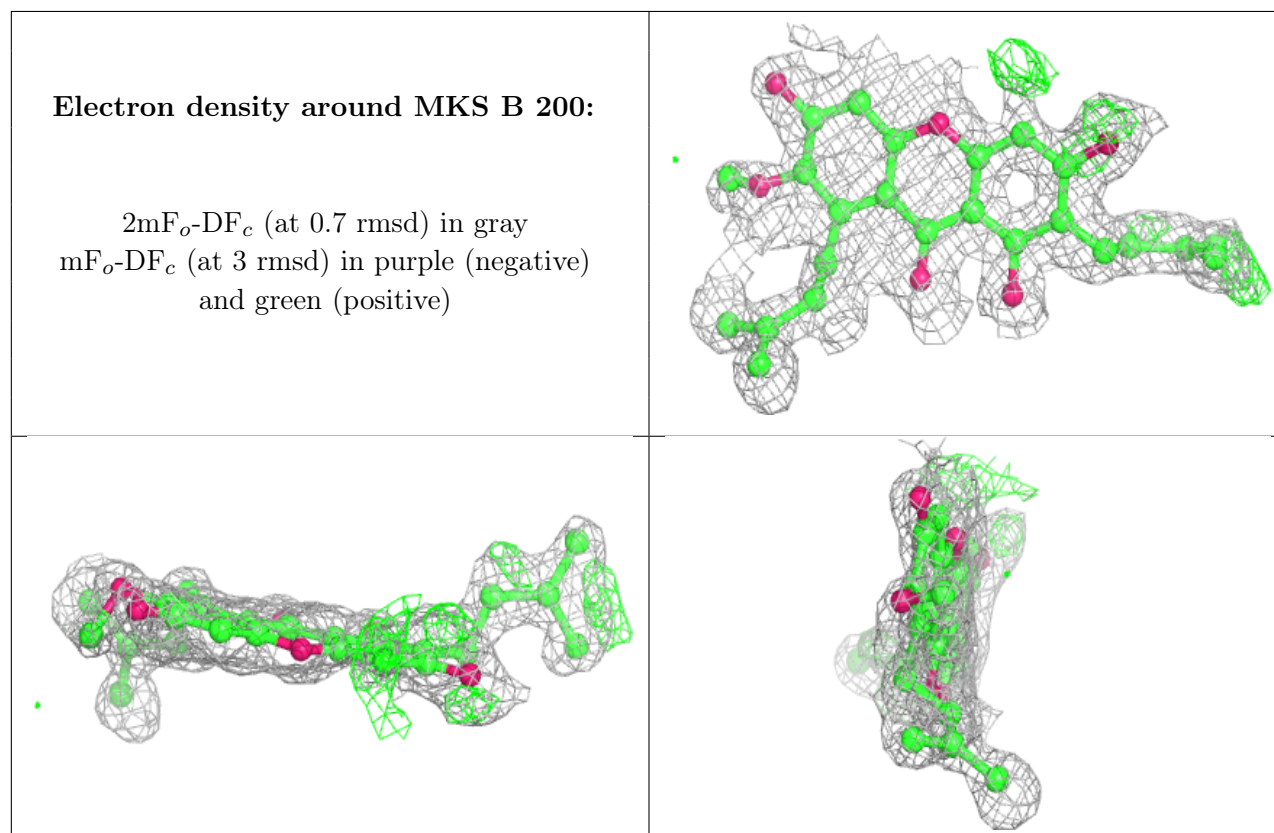 Electron density around MKS B 200:
2mFo-DFc (at 0.7 rmsd) in gray
mFo-DFc (at 3 rmsd) in purple (negative)
and green (positive)